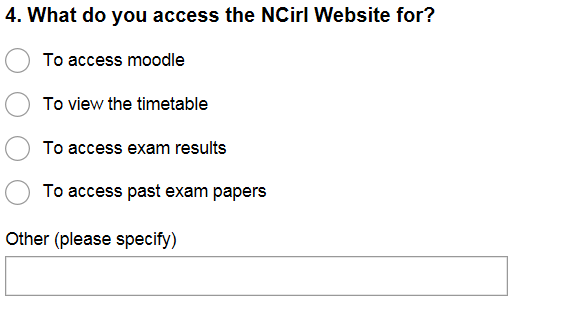 4. What do you access the NCirl Website for?
To access moodle
To view the timetable
To access exam results
To access past exam papers
Other (please specify)